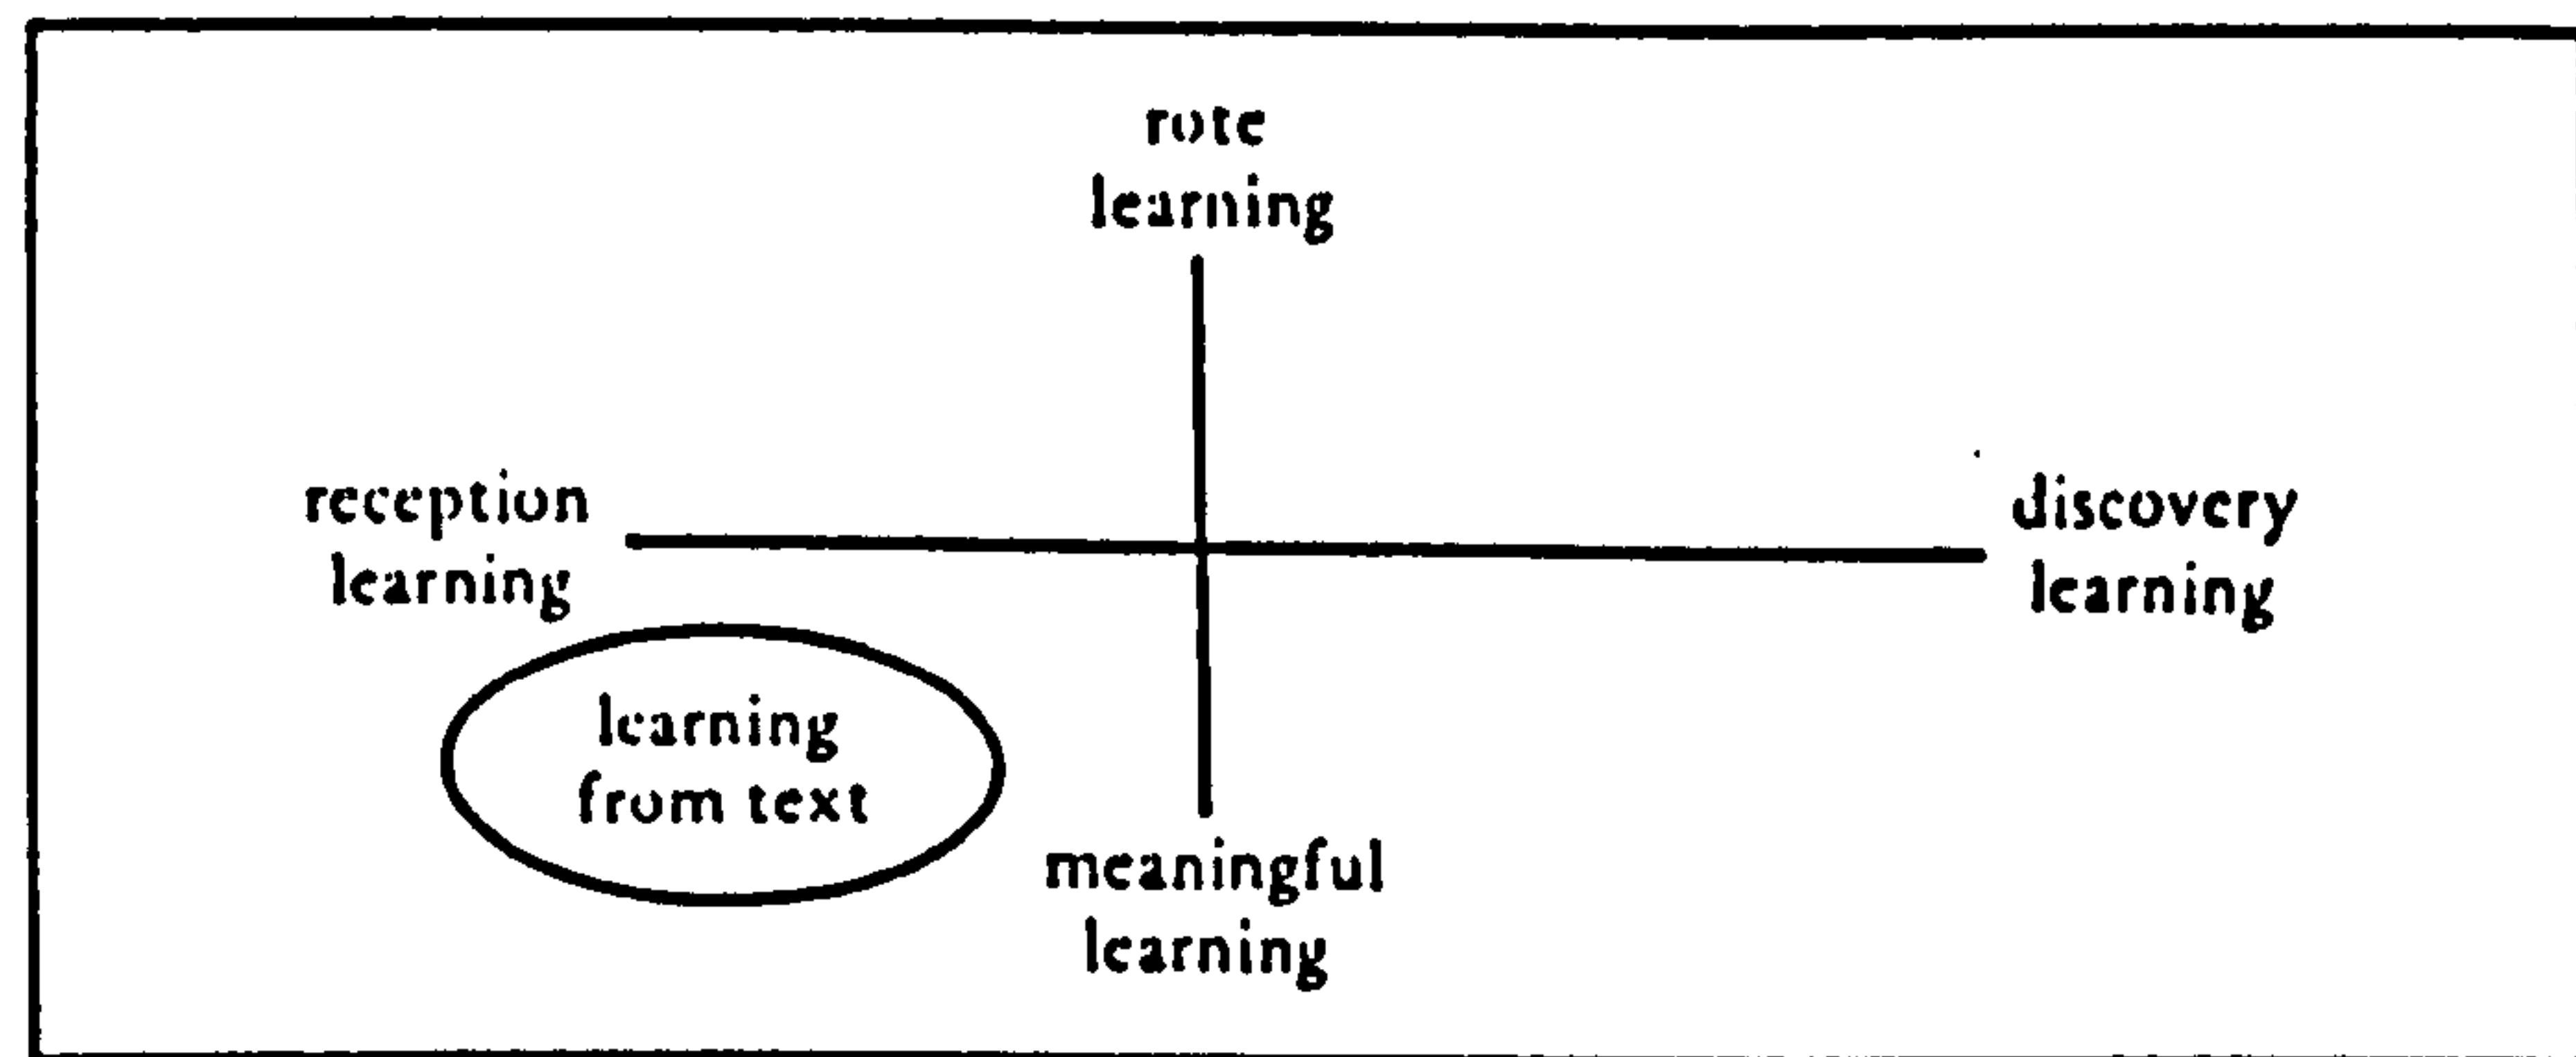 rote
learning
reception
learning
discovery
learning
learning
from text
meaningful
learning